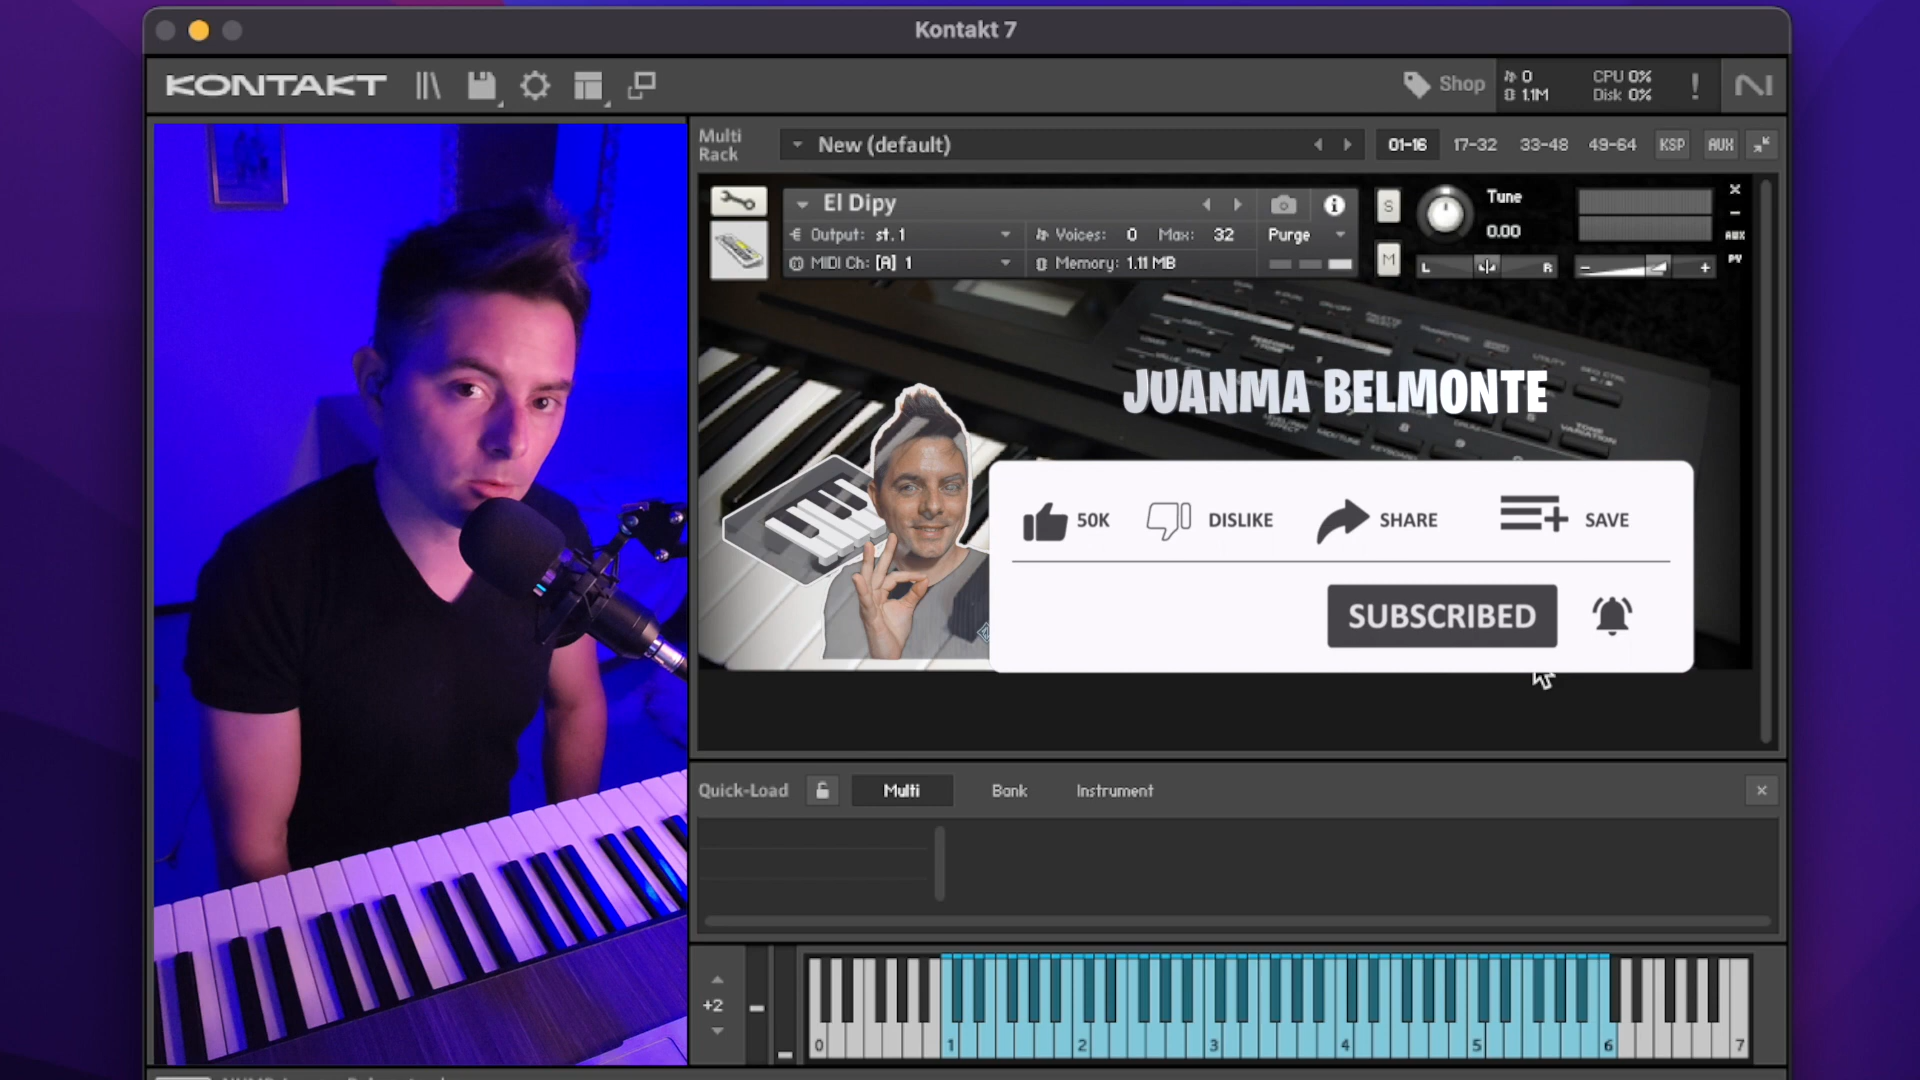 Kontakt 7
KONTAKT
Shop
0
1.1M
CPU 0%
Disk 0%
!
Multi
Rack
New (default)
01-16
17-32
33-48
49-64
KSP
AUX
El Dipy
Output: st.1
Voices: 0 Max: 32
Purge
MIDI Ch: [A] 1
Memory: 1.11 MB
S
M
Tune
0.00
L
R
AUX
PV
JUANMA BELMONTE
50K
DISLIKE
SHARE
SAVE
SUBSCRIBED
Quick-Load
Multi
Bank
Instrument
+2
0
1
2
3
4
5
6
7